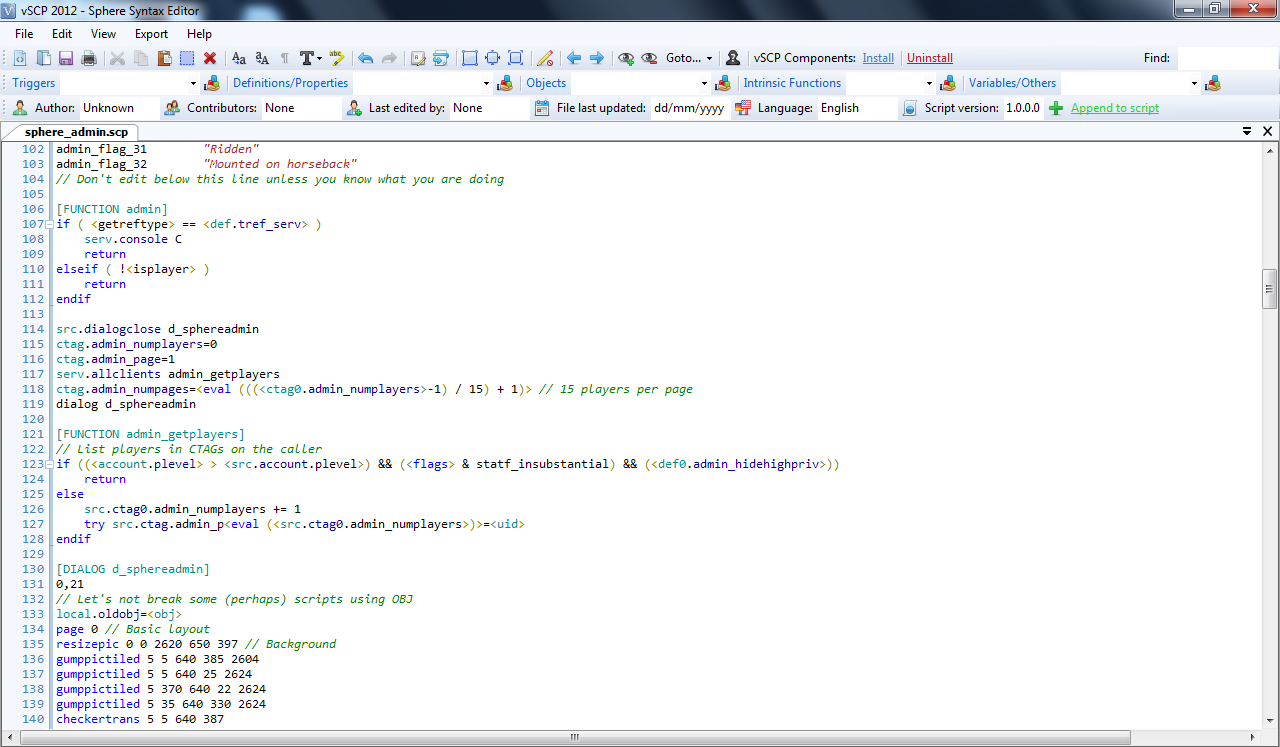 vSCP 2012 - Sphere Syntax Editor
File Edit View Export Help
Goto... vSCP Components: Install Uninstall Find:
Triggers Definitions/Properties Objects Intrinsic Functions Variables/Others
Author: Unknown Contributors: None Last edited by: None File last updated: dd/mm/yyyy Language: English Script version: 1.0.0.0 Append to script
sphere_admin.scp
102 admin_flag_31 "Ridden"
103 admin_flag_32 "Mounted on horseback"
104 // Don't edit below this line unless you know what you are doing
105
106 [FUNCTION admin]
107 if ( <getreftype> == <def.tref_serv> )
108 serv.console C
109 return
110 elseif ( !<isplayer> )
111 return
112 endif
113
114 src.dialogclose d_sphereadmin
115 ctag.admin_numplayers=0
116 ctag.admin_page=1
117 serv.allclients admin_getplayers
118 ctag.admin_numpages=<eval (((<ctag0.admin_numplayers>-1) / 15) + 1)> // 15 players per page
119 dialog d_sphereadmin
120
121 [FUNCTION admin_getplayers]
122 // List players in CTAGs on the caller
123 if ((<account.plevel> > <src.account.plevel>) && (<flags> & statf_insubstantial) && (<def0.admin_hidehighpriv>))
124 return
125 else
126 src.ctag0.admin_numplayers += 1
127 try src.ctag.admin_p<eval (<src.ctag0.admin_numplayers>)>=<uid>
128 endif
129
130 [DIALOG d_sphereadmin]
131 0,21
132 // Let's not break some (perhaps) scripts using OBJ
133 local.oldobj=<obj>
134 page 0 // Basic layout
135 resizepic 0 0 2620 650 397 // Background
136 gumppictiled 5 5 640 385 2604
137 gumppictiled 5 5 640 25 2624
138 gumppictiled 5 370 640 22 2624
139 gumppictiled 5 35 640 330 2624
140 checkertrans 5 5 640 387